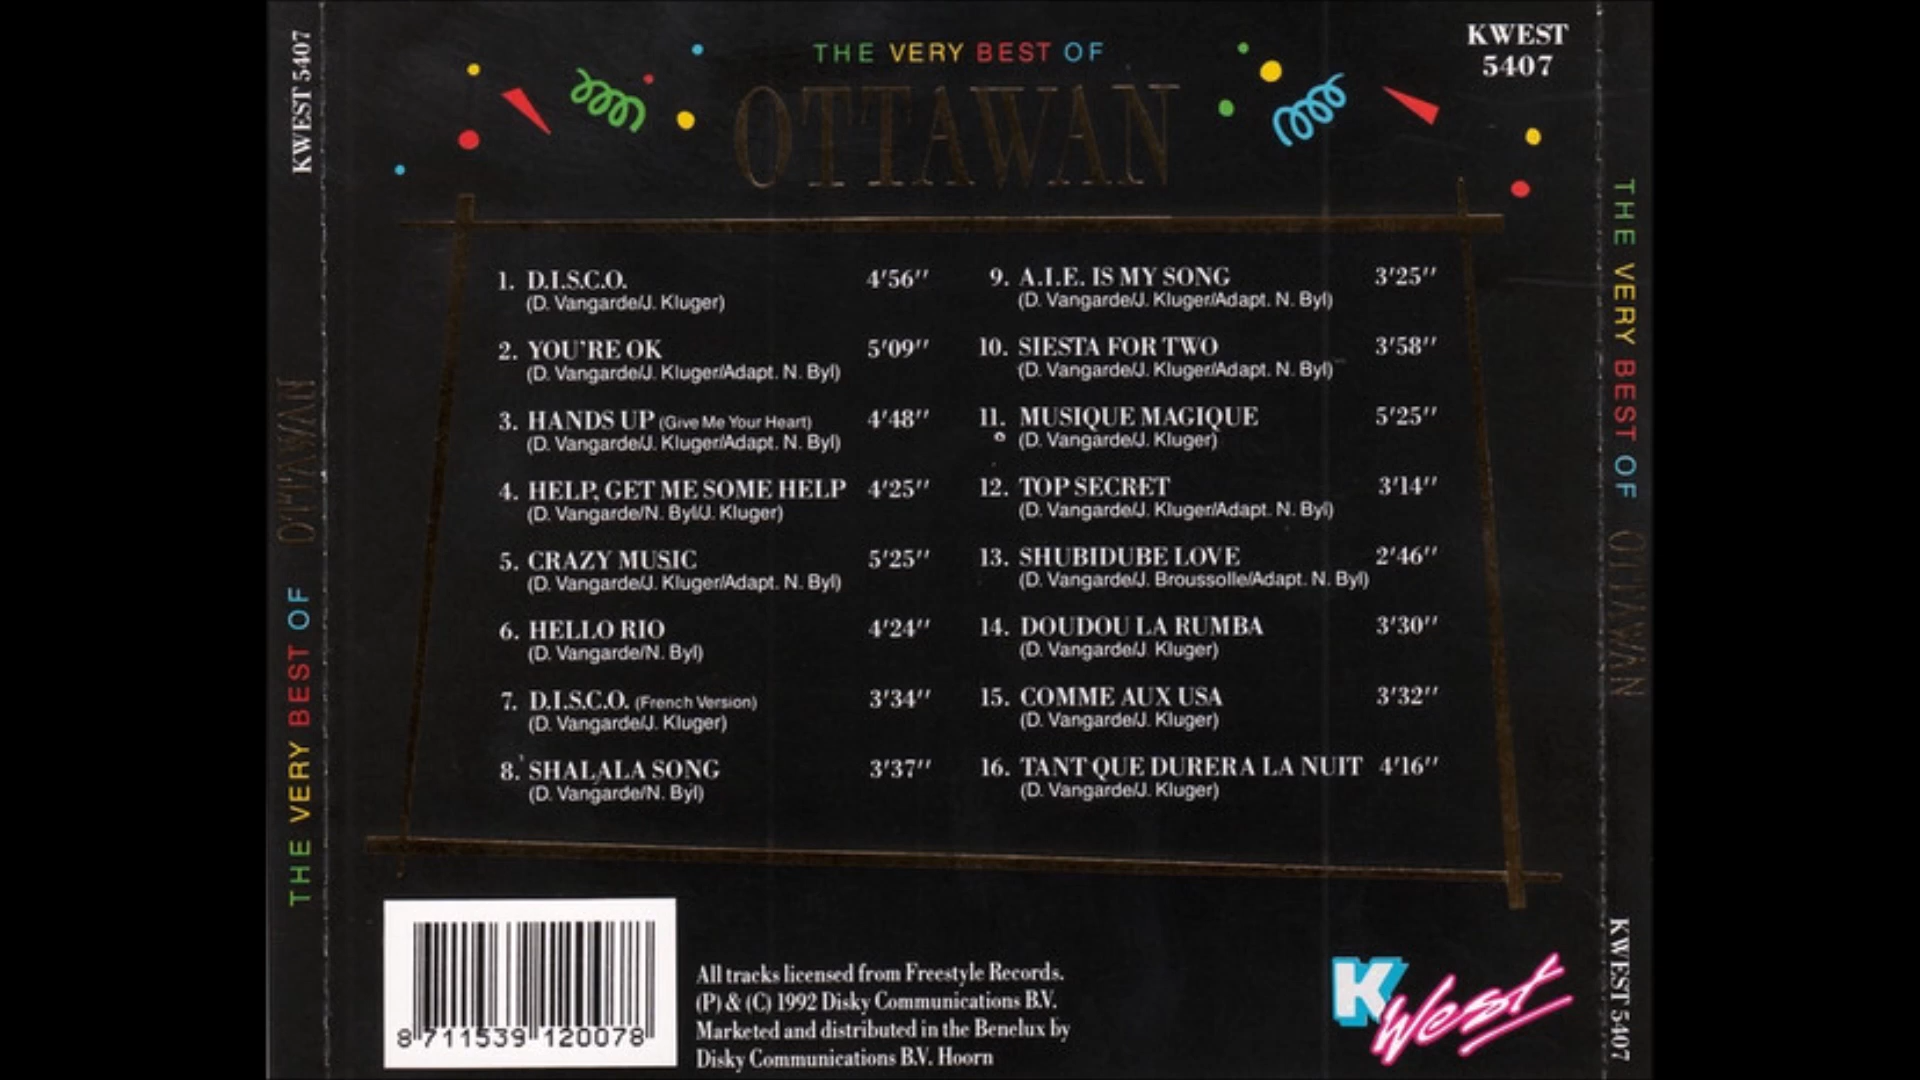 KWEST 5407
THE VERY BEST OF
OTTAWAN
KWEST
5407
1. D.I.S.C.O. 4'56''
(D. Vangarde/J. Kluger)
2. YOU'RE OK 5'09''
(D. Vangarde/J. Kluger/Adapt. N. Byl)
3. HANDS UP (Give Me Your Heart) 4'48''
(D. Vangarde/J. Kluger/Adapt. N. Byl)
4. HELP, GET ME SOME HELP 4'25''
(D. Vangarde/N. Byl/J. Kluger)
5. CRAZY MUSIC 5'25''
(D. Vangarde/J. Kluger/Adapt. N. Byl)
6. HELLO RIO 4'24''
(D. Vangarde/N. Byl)
7. D.I.S.C.O. (French Version) 3'34''
(D. Vangarde/J. Kluger)
8. SHALALA SONG 3'37''
(D. Vangarde/N. Byl)
9. A.I.E. IS MY SONG 3'25''
(D. Vangarde/J. Kluger/Adapt. N. Byl)
10. SIESTA FOR TWO 3'58''
(D. Vangarde/J. Kluger/Adapt. N. Byl)
11. MUSIQUE MAGIQUE 5'25''
(D. Vangarde/J. Kluger)
12. TOP SECRET 3'14''
(D. Vangarde/J. Kluger/Adapt. N. Byl)
13. SHUBIDUBE LOVE 2'46''
(D. Vangarde/J. Broussolle/Adapt. N. Byl)
14. DOUDOU LA RUMBA 3'30''
(D. Vangarde/J. Kluger)
15. COMME AUX USA 3'32''
(D. Vangarde/J. Kluger)
16. TANT QUE DURERA LA NUIT 4'16''
(D. Vangarde/J. Kluger)
THE VERY BEST OF OTTAWAN
THE VERY BEST OF OTTAWAN
KWEST 5407
8 711539 120078
All tracks licensed from Freestyle Records.
(P) & (C) 1992 Disky Communications B.V.
Marketed and distributed in the Benelux by
Disky Communications B.V. Hoorn
K West